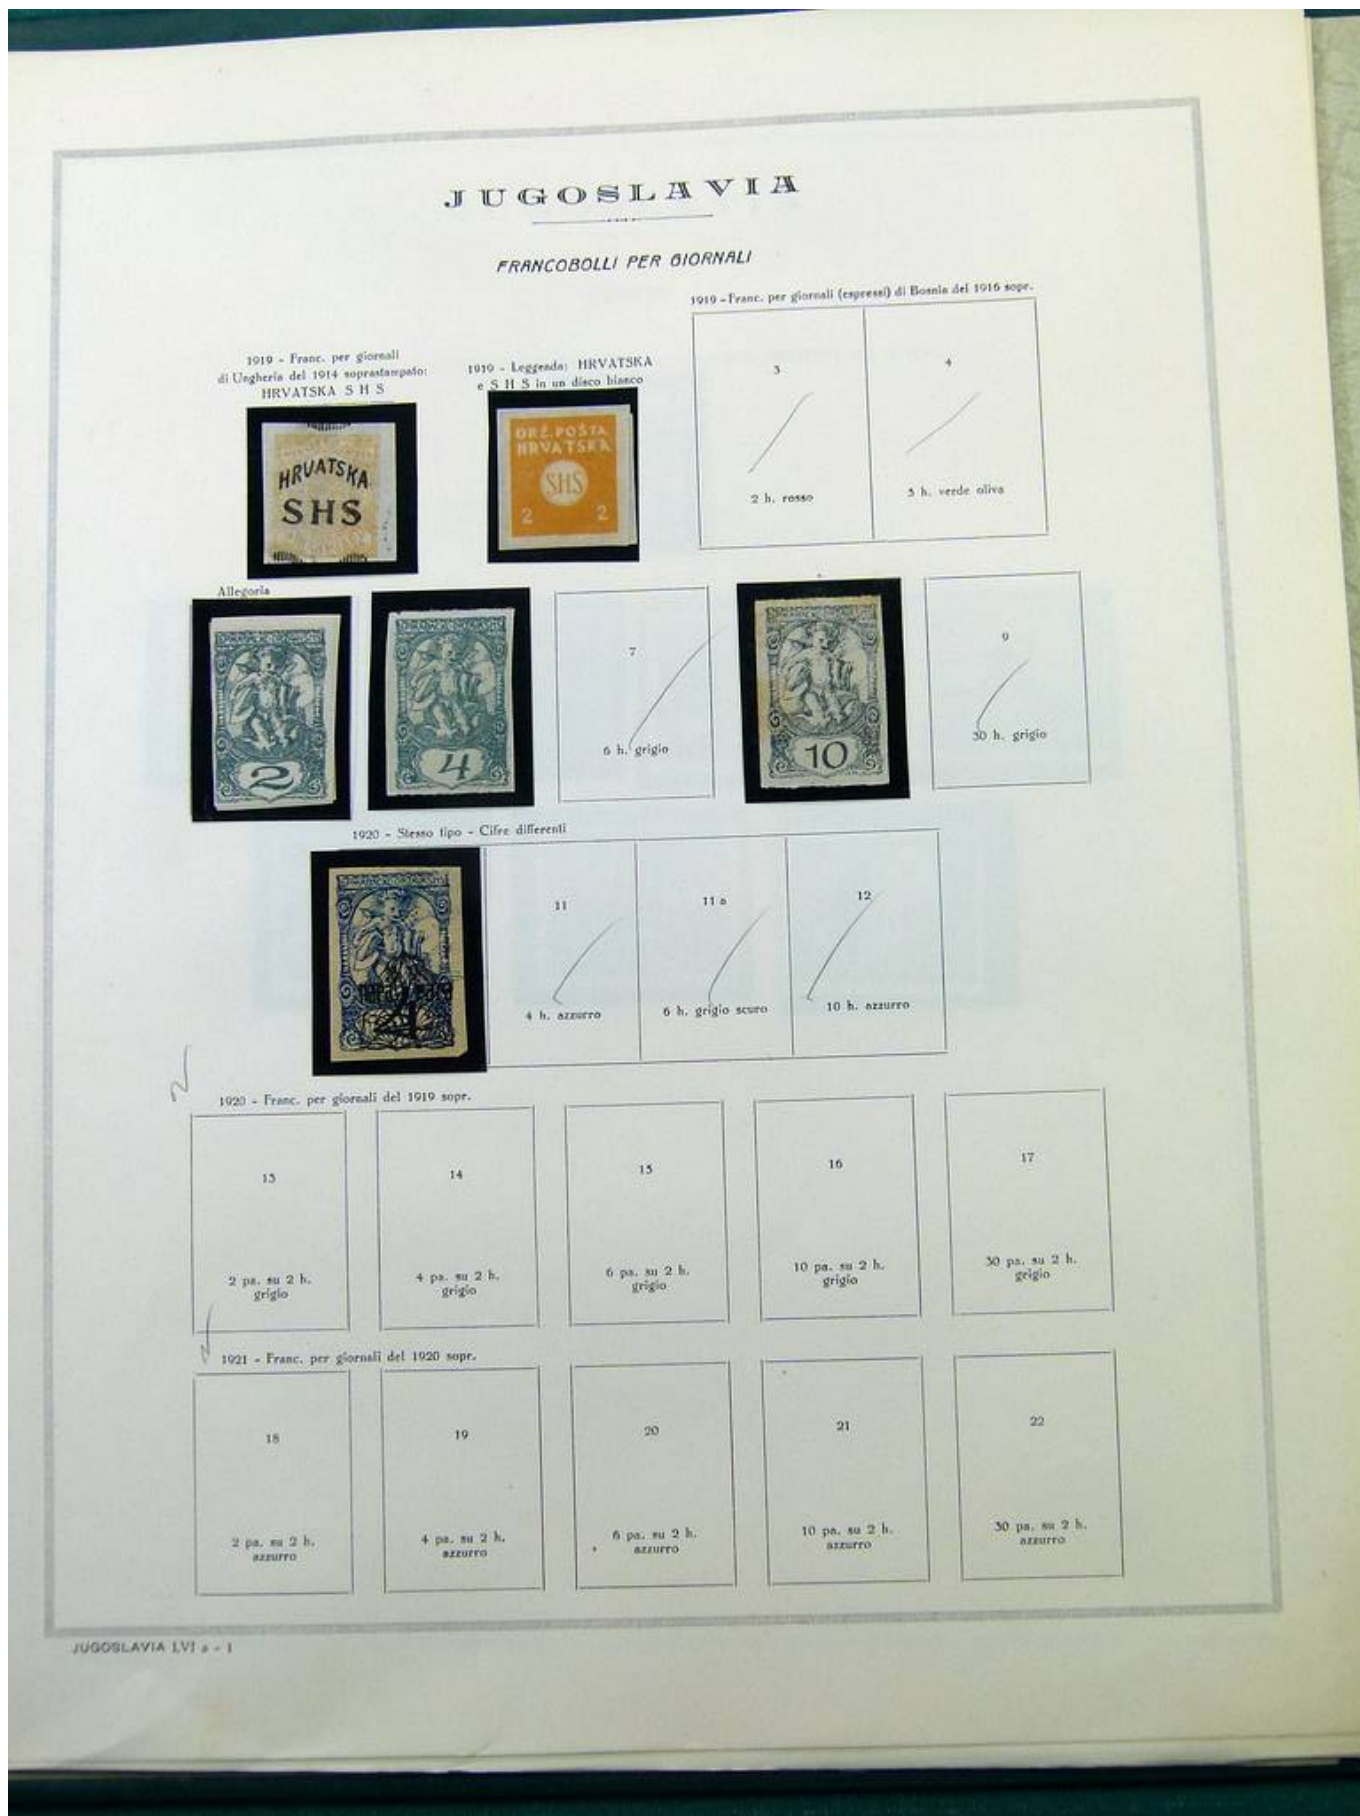 JUGOSLAVIA
FRANCOBOLLI PER GIORNALI
1919 - Franc. per giornali (espressi) di Bosnia del 1916 sopr.
1919 - Franc. per giornali
di Ungheria del 1914 soprastampato:
HRVATSKA S H S
1919 - Leggenda: HRVATSKA
e S H S in un disco bianco
HRVATSKA
SHS
DRŽ. POŠTA
HRVATSKA
SHS
2 2
3
2 h. rosso
4
3 h. verde oliva
Allegoria
2
4
7
6 h. grigio
10
9
30 h. grigio
1920 - Stesso tipo - Cifre differenti
4
11
4 h. azzurro
11 a
6 h. grigio scuro
12
10 h. azzurro
2
1920 - Franc. per giornali del 1919 sopr.
13
2 pa. su 2 h.
grigio
14
4 pa. su 2 h.
grigio
15
6 pa. su 2 h.
grigio
16
10 pa. su 2 h.
grigio
17
30 pa. su 2 h.
grigio
1921 - Franc. per giornali del 1920 sopr.
18
2 pa. su 2 h.
azzurro
19
4 pa. su 2 h.
azzurro
20
6 pa. su 2 h.
azzurro
21
10 pa. su 2 h.
azzurro
22
30 pa. su 2 h.
azzurro
JUGOSLAVIA LVI a - 1